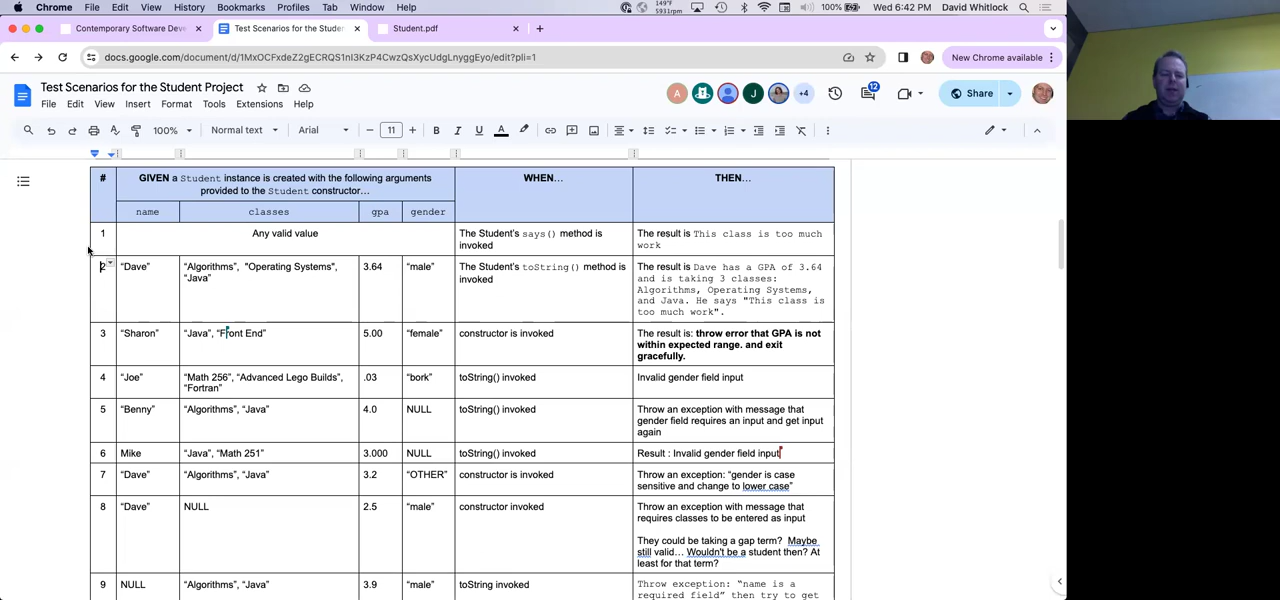 Chrome File Edit View History Bookmarks Profiles Tab Window Help 149°F 5931rpm 100% Wed 6:42 PM David Whitlock
Contemporary Software Deve × Test Scenarios for the Studen × Student.pdf ×
docs.google.com/document/d/1MxOCFxdeZ2gECRQS1nI3KzP4CwzQsXycUdgLnyggEyo/edit?pli=1 New Chrome available
Test Scenarios for the Student Project
File Edit View Insert Format Tools Extensions Help
A J +4 12 Share
100% Normal text Arial 11
# GIVEN a Student instance is created with the following arguments provided to the Student constructor… WHEN… THEN…
name classes gpa gender
1 Any valid value The Student's says() method is invoked The result is This class is too much work
2 “Dave” “Algorithms”, "Operating Systems", “Java” 3.64 “male” The Student's toString() method is invoked The result is Dave has a GPA of 3.64 and is taking 3 classes: Algorithms, Operating Systems, and Java. He says "This class is too much work".
3 “Sharon” “Java”, “Front End” 5.00 “female” constructor is invoked The result is: throw error that GPA is not within expected range. and exit gracefully.
4 “Joe” “Math 256”, “Advanced Lego Builds”, “Fortran” .03 “bork” toString() invoked Invalid gender field input
5 “Benny” “Algorithms”, “Java” 4.0 NULL toString() invoked Throw an exception with message that gender field requires an input and get input again
6 Mike “Java”, “Math 251” 3.000 NULL toString() invoked Result : Invalid gender field input
7 “Dave” “Algorithms”, “Java” 3.2 “OTHER” constructor is invoked Throw an exception: “gender is case sensitive and change to lower case”
8 “Dave” NULL 2.5 “male” constructor invoked Throw an exception with message that requires classes to be entered as input
They could be taking a gap term? Maybe still valid… Wouldn't be a student then? At least for that term?
9 NULL “Algorithms”, “Java” 3.9 “male” toString invoked Throw exception: “name is a required field” then try to get